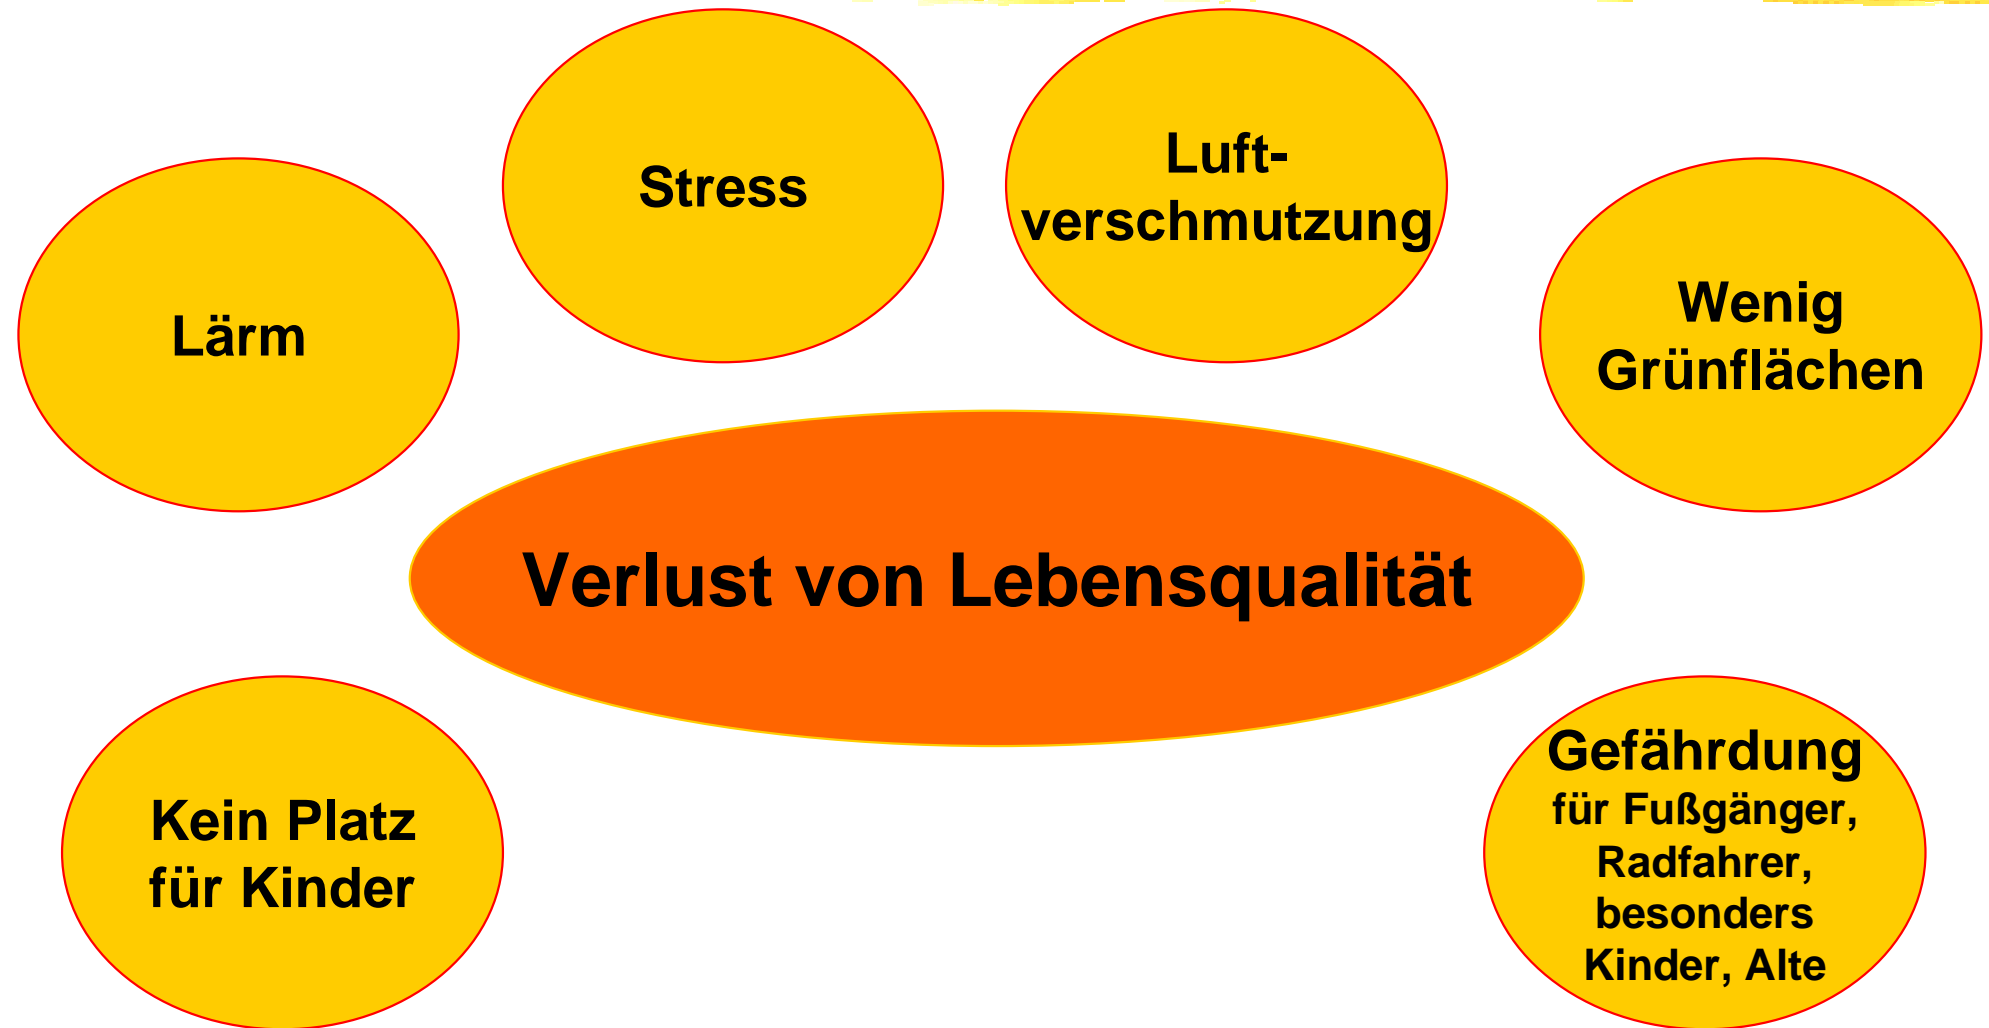 Stress
Luft-
verschmutzung
Lärm
Wenig
Grünflächen
Verlust von Lebensqualität
Kein Platz
für Kinder
Gefährdung
für Fußgänger,
Radfahrer,
besonders
Kinder, Alte